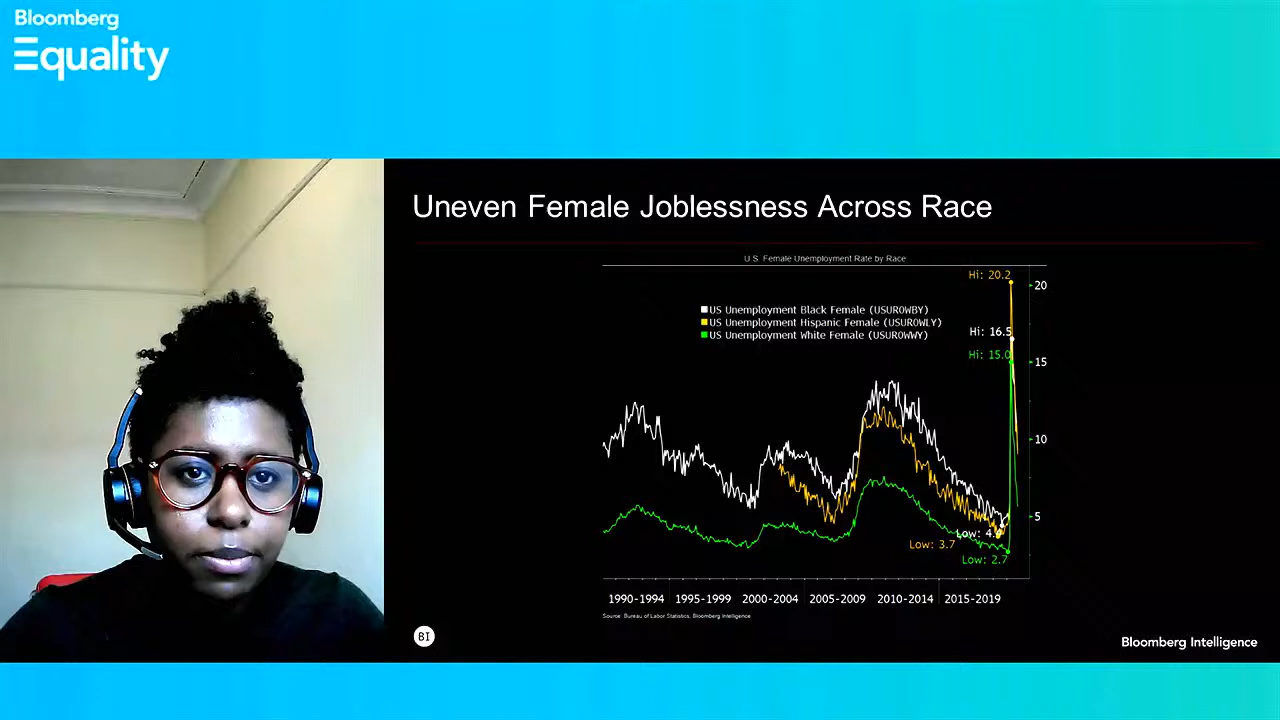 Bloomberg
Equality
Uneven Female Joblessness Across Race
U.S. Female Unemployment Rate by Race
Hi: 20.2
20
US Unemployment Black Female (USUR0WBY)
US Unemployment Hispanic Female (USUR0WLY)
US Unemployment White Female (USUR0WWY)
Hi: 16.5
Hi: 15.0
15
10
5
Low: 4.
Low: 3.7
Low: 2.7
1990-1994 1995-1999 2000-2004 2005-2009 2010-2014 2015-2019
Source: Bureau of Labor Statistics, Bloomberg Intelligence
BI
Bloomberg Intelligence